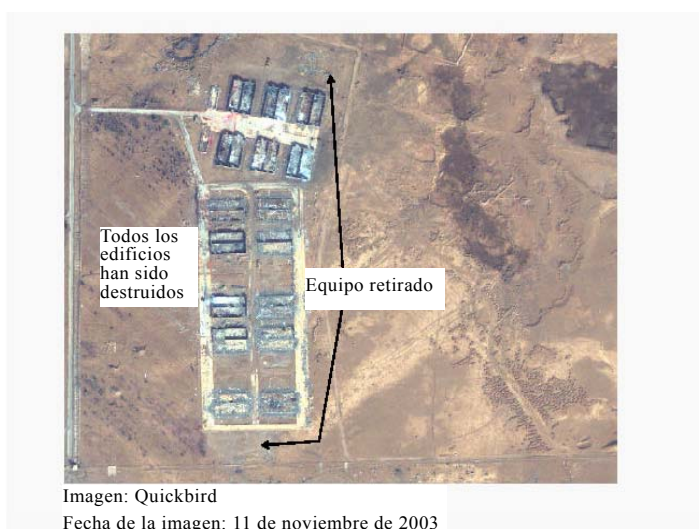 Todos los
edificios
han sido
destruidos
Equipo retirado
Imagen: Quickbird
Fecha de la imagen: 11 de noviembre de 2003